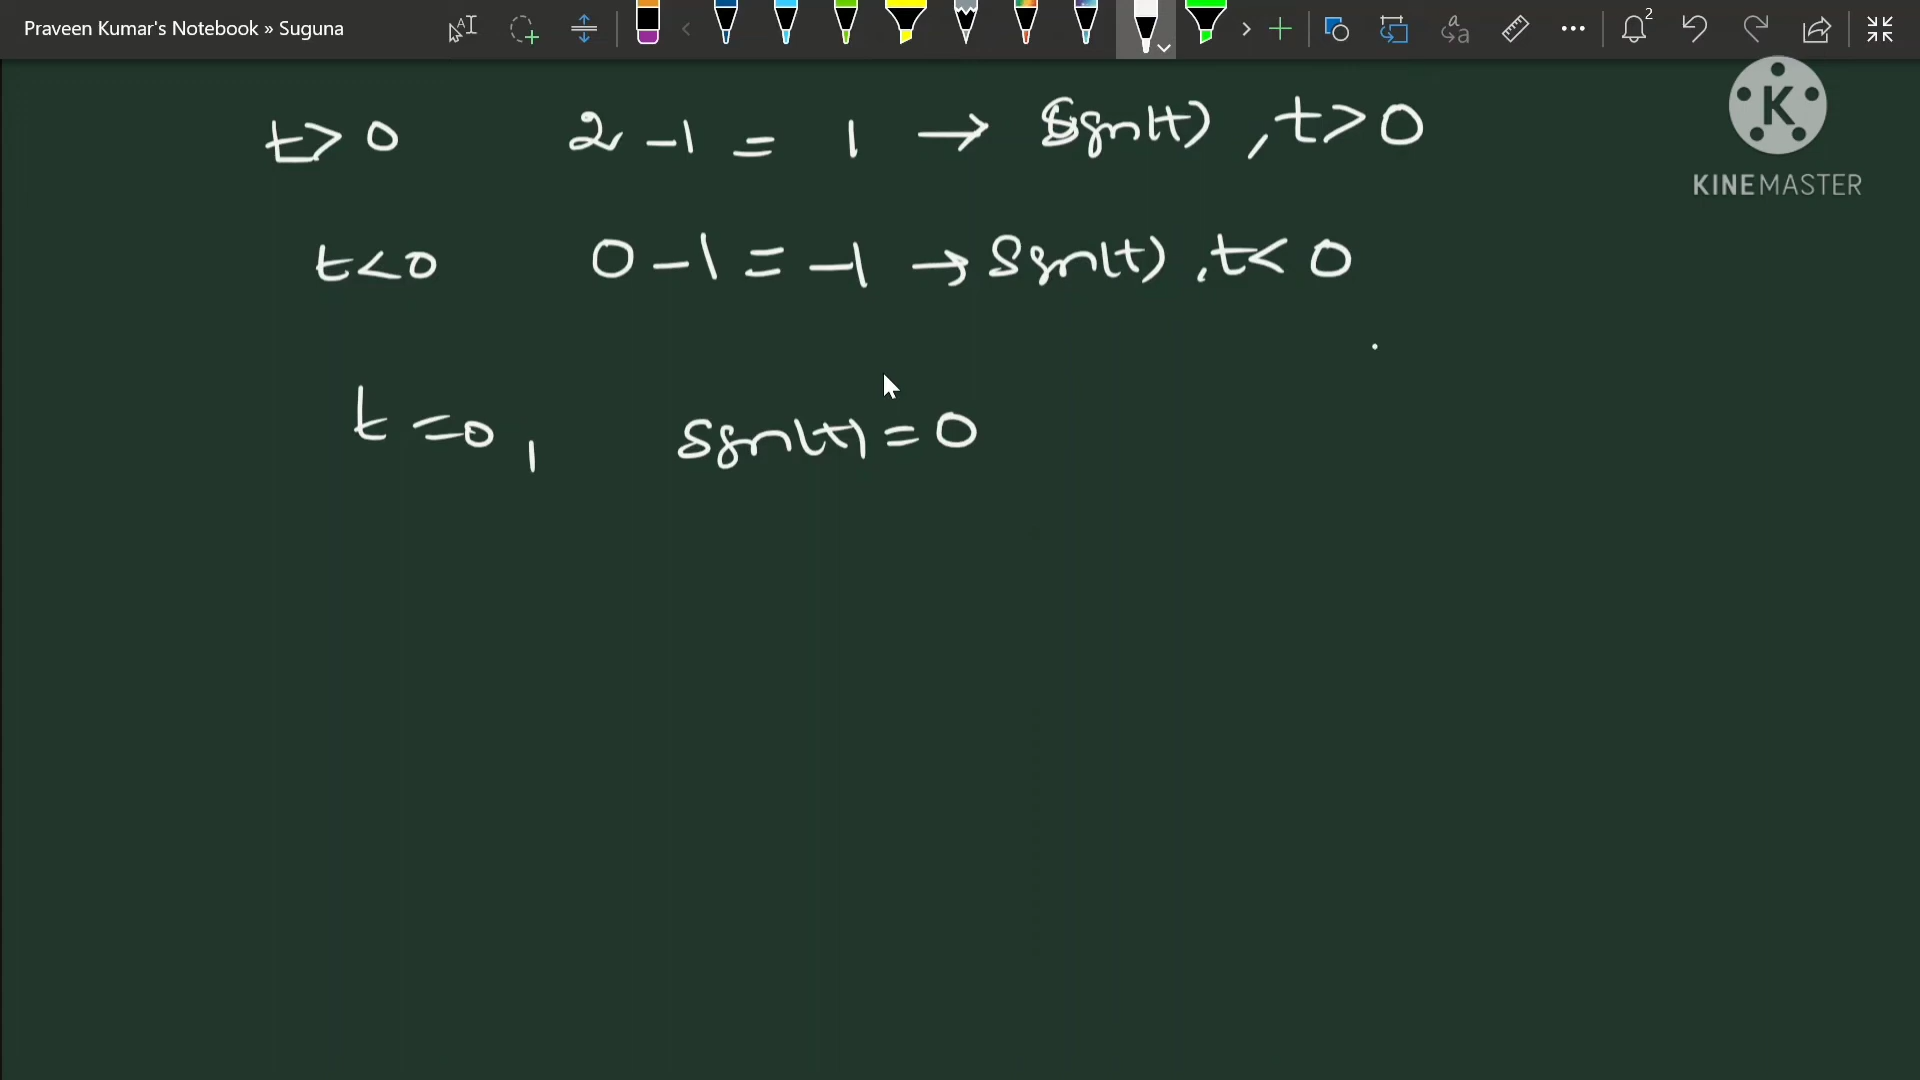 Praveen Kumar's Notebook » Suguna
2
KINEMASTER
t > 0 2 - 1 = 1 → Sgn(t) , t > 0
t < 0 0 - 1 = -1 → Sgn(t) , t < 0
t = 0 , Sgn(t) = 0